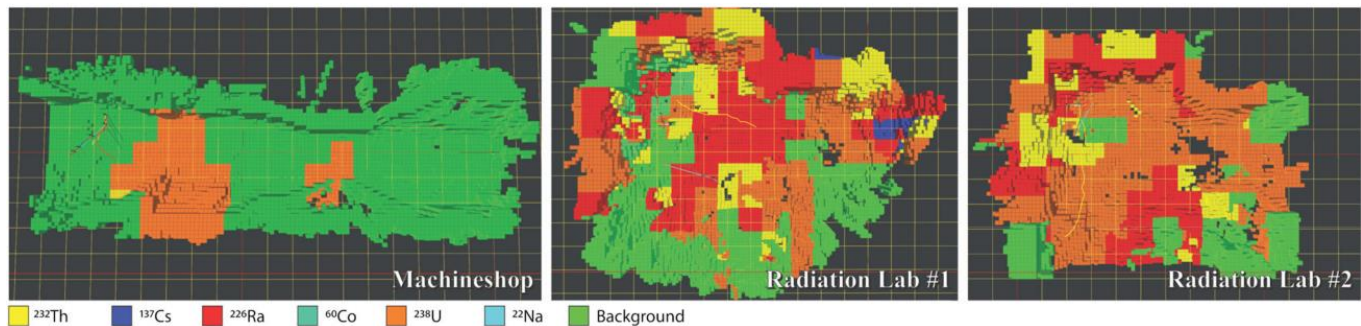 Machineshop
Radiation Lab #1
Radiation Lab #2
²³²Th ¹³⁷Cs ²²⁶Ra ⁶⁰Co ²³⁸U ²²Na Background